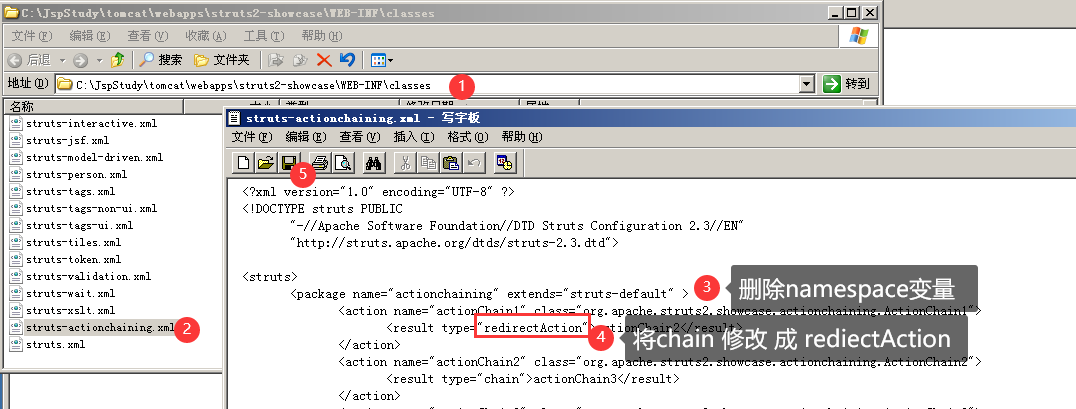 C:\JspStudy\tomcat\webapps\struts2-showcase\WEB-INF\classes
文件(F) 编辑(E) 查看(V) 收藏(A) 工具(T) 帮助(H)
后退 搜索 文件夹
地址(D) C:\JspStudy\tomcat\webapps\struts2-showcase\WEB-INF\classes 转到
1
名称 大小 类型 修改日期 属性
struts-interactive.xml
struts-jsf.xml
struts-model-driven.xml
struts-person.xml
struts-tags.xml
struts-tags-non-ui.xml
struts-tags-ui.xml
struts-tiles.xml
struts-token.xml
struts-validation.xml
struts-wait.xml
struts-xslt.xml
struts-actionchaining.xml 2
struts.xml
struts-actionchaining.xml - 写字板
文件(F) 编辑(E) 查看(V) 插入(I) 格式(O) 帮助(H)
5
<?xml version="1.0" encoding="UTF-8" ?>
<!DOCTYPE struts PUBLIC
"-//Apache Software Foundation//DTD Struts Configuration 2.3//EN"
"http://struts.apache.org/dtds/struts-2.3.dtd">
<struts>
<package name="actionchaining" extends="struts-default" >
3 删除namespace变量
<action name="actionChain1" class="org.apache.struts2.showcase.actionchaining.ActionChain1">
<result type="redirectAction">actionChain2</result>
4 将chain 修改 成 rediectAction
</action>
<action name="actionChain2" class="org.apache.struts2.showcase.actionchaining.ActionChain2">
<result type="chain">actionChain3</result>
</action>